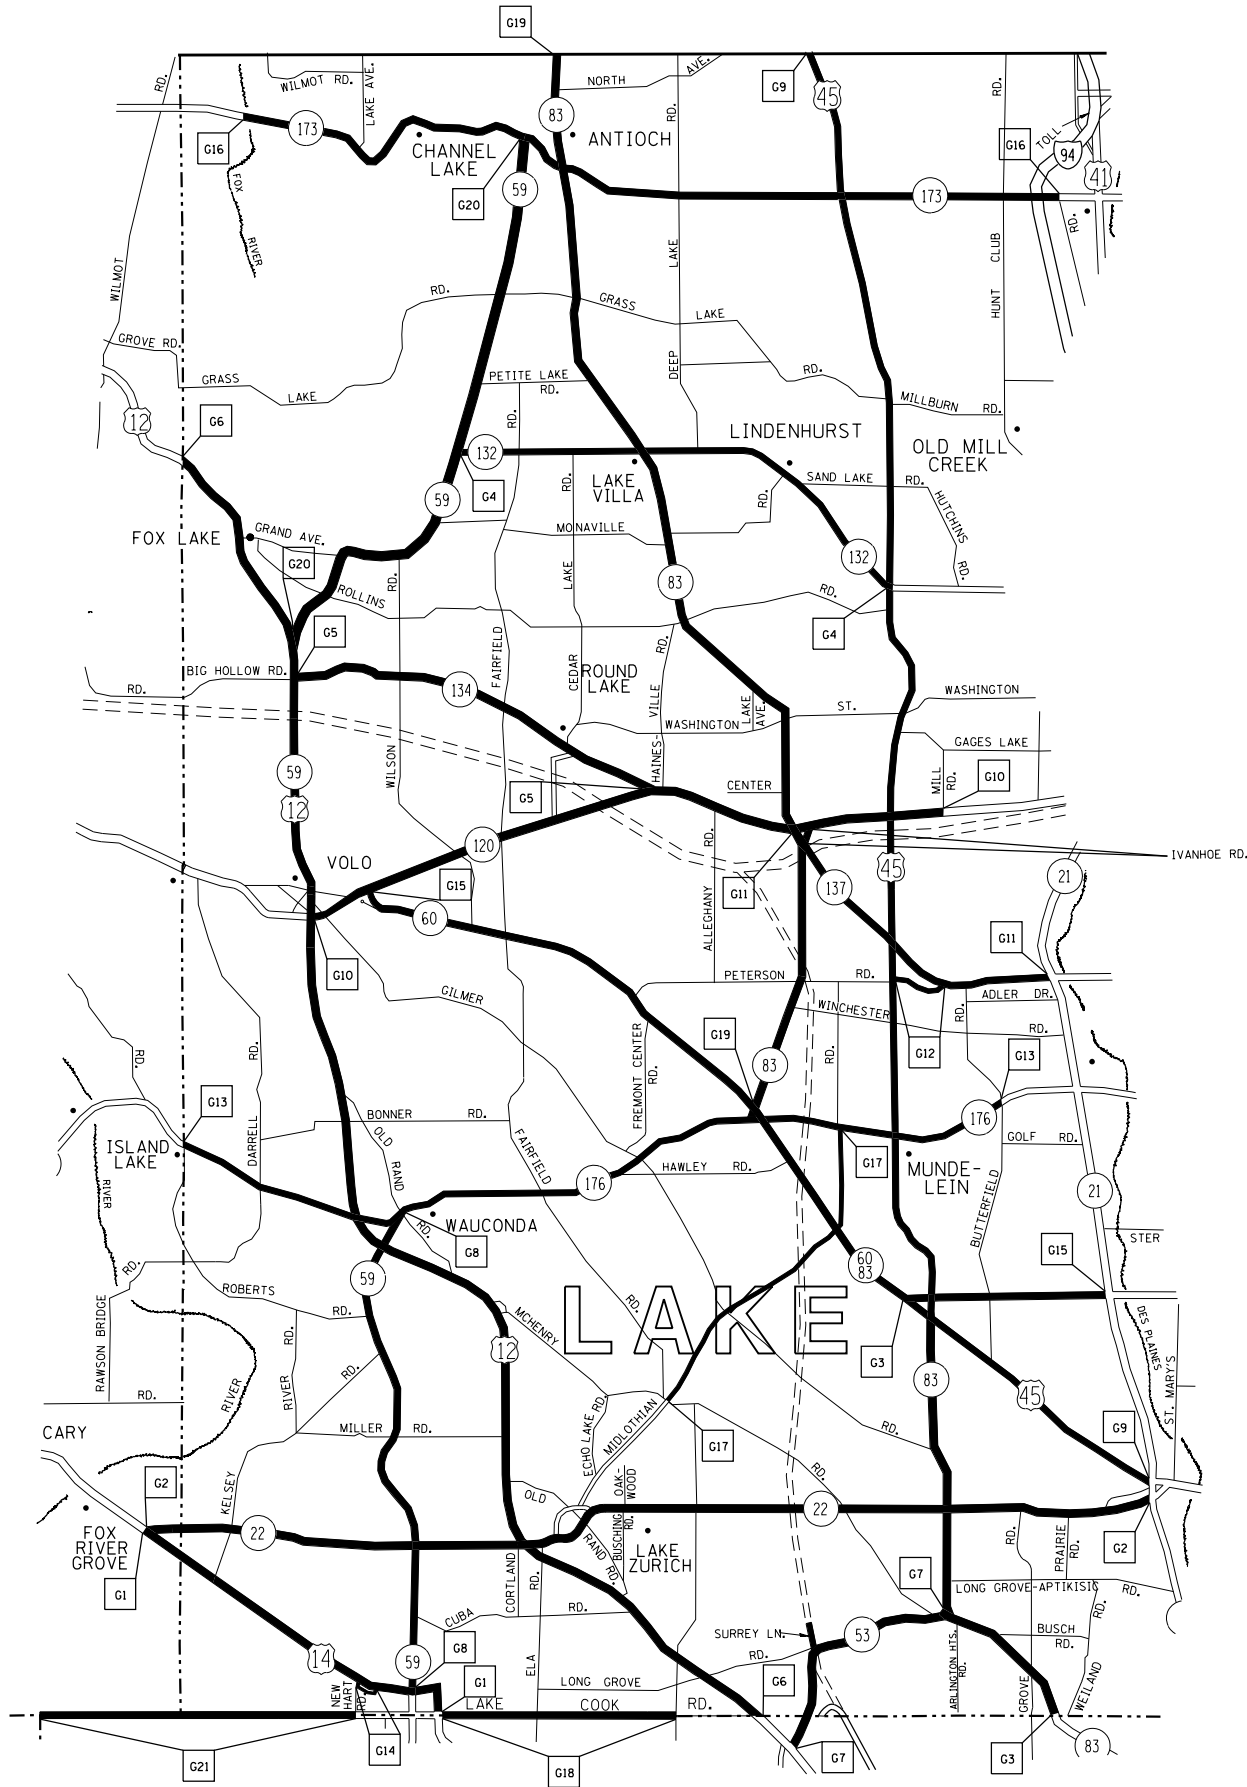 G19
RD.
WILMOT RD.
LAKE AVE.
NORTH
AVE.
G9
45
RD.
RD.
83
173
ANTIOCH
TOLL
94
G16
G16
41
CHANNEL
LAKE
FOX
RIVER
59
G20
173
RD.
WILMOT
LAKE
HUNT CLUB
RD.
GRASS
LAKE
GROVE RD.
DEEP
GRASS
LAKE
PETITE LAKE
RD.
RD.
MILLBURN RD.
12
G6
RD.
LINDENHURST
OLD MILL
CREEK
132
LAKE
VILLA
RD.
SAND LAKE RD.
G4
59
RD.
HUTCHINS
RD.
MONAVILLE
FOX LAKE
GRAND AVE.
G20
132
RD.
LAKE
83
ROLLINS
RD.
G4
G5
FAIRFIELD
BIG HOLLOW RD.
RD.
134
CEDAR
ROUND
LAKE
RD.
HAINES-
VILLE
LAKE
AVE.
WASHINGTON
ST.
WASHINGTON
59
12
WILSON
G5
CENTER
GAGES LAKE
MILL
RD.
G10
RD.
120
IVANHOE RD.
VOLO
G15
60
ALLEGHANY
G11
137
45
21
G10
G11
PETERSON RD.
GILMER
WINCHESTER
RD.
ADLER DR.
RD.
FREMONT CENTER
RD.
G19
83
RD.
G12
G13
RD.
RD.
G13
DARRELL
BONNER RD.
OLD
RAND
RD.
FAIRFIELD
176
GOLF RD.
ISLAND
LAKE
HAWLEY RD.
G17
MUNDE-
LEIN
RIVER
176
21
BUTTERFIELD
WAUCONDA
G8
STER
RD.
59
60
83
G15
ROBERTS RD.
LAKE
RAWSON BRIDGE
MCHENRY
RD.
DES PLAINES
RD.
12
RD.
G3
83
45
ST. MARY'S
RD.
RIVER
RIVER
MILLER RD.
ECHO LAKE RD.
MIDLOTHIAN
G17
RD.
CARY
G9
G2
KELSEY
OLD
BUSCHING
RD.
OAK-
WOOD
RD.
22
22
FOX
RIVER
GROVE
RAND RD.
LAKE
ZURICH
RD.
PRAIRIE
RD.
G2
G1
CORTLAND
RD.
G7
LONG GROVE-APTIKISIC RD.
CUBA RD.
SURREY LN.
53
RD.
BUSCH
RD.
G8
14
59
ELA
LONG GROVE
RD.
G1
G6
ARLINGTON HTS.
RD.
GROVE
WEILAND
NEW
HART
RD.
LAKE COOK RD.
G21
G14
G18
G7
G3
83